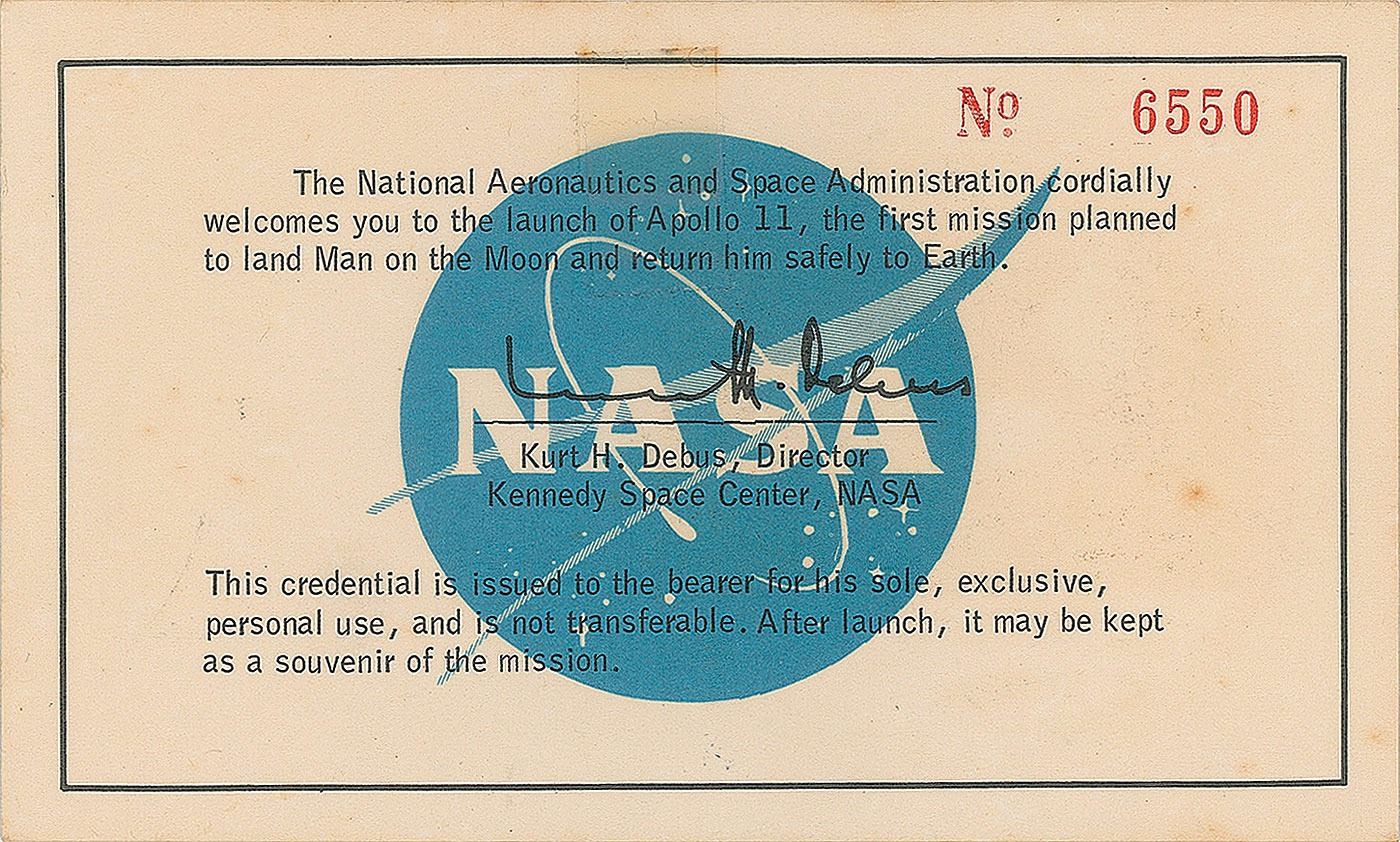 Nº 6550
The National Aeronautics and Space Administration cordially
welcomes you to the launch of Apollo 11, the first mission planned
to land Man on the Moon and return him safely to Earth.
Kurt H. Debus
NASA
Kurt H. Debus, Director
Kennedy Space Center, NASA
This credential is issued to the bearer for his sole, exclusive,
personal use, and is not transferable. After launch, it may be kept
as a souvenir of the mission.